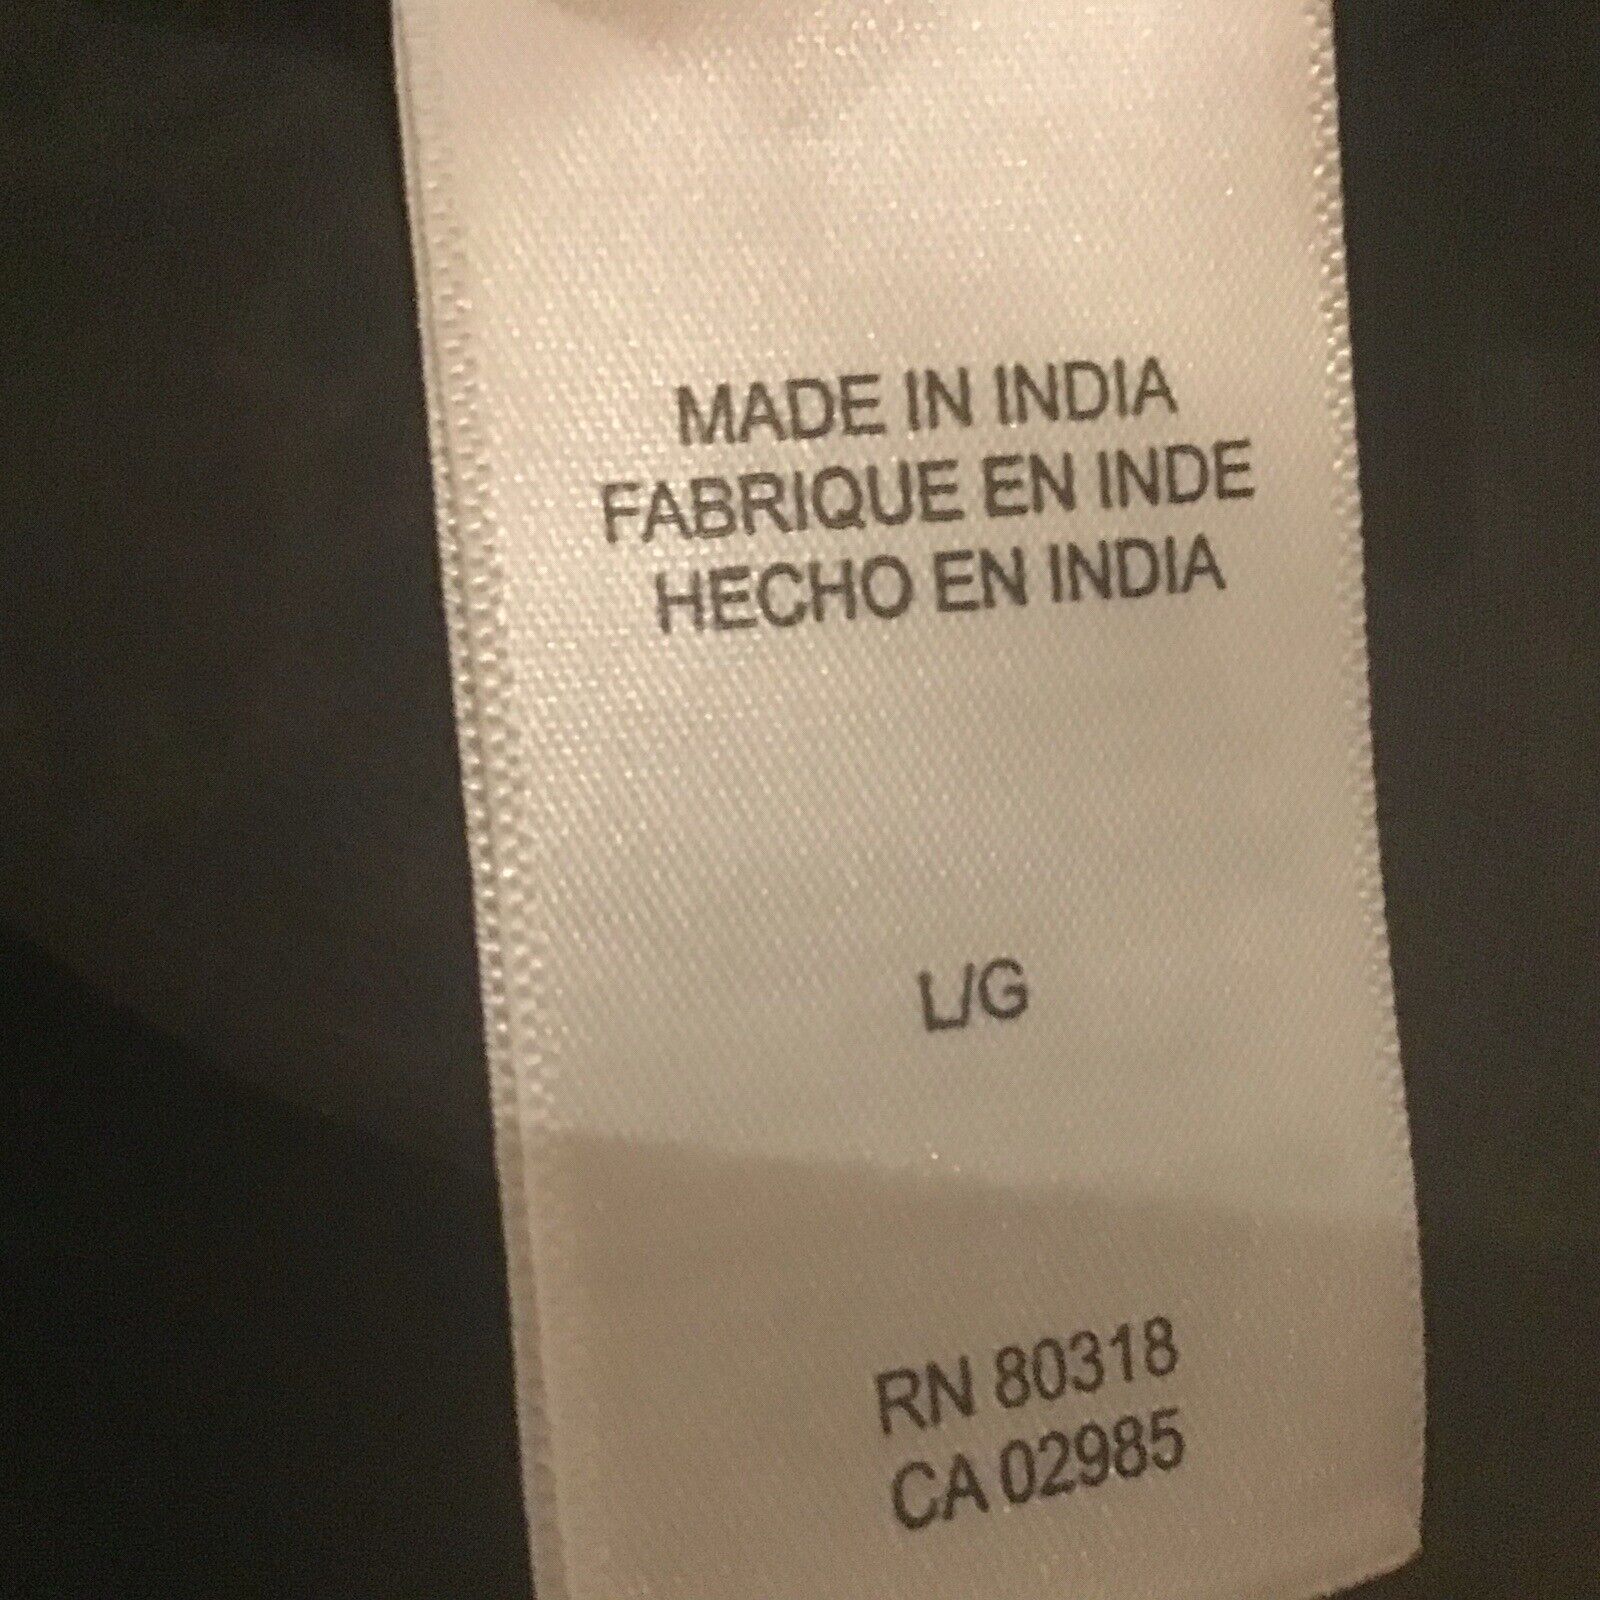 MADE IN INDIA
FABRIQUE EN INDE
HECHO EN INDIA
L/G
RN 80318
CA 02985